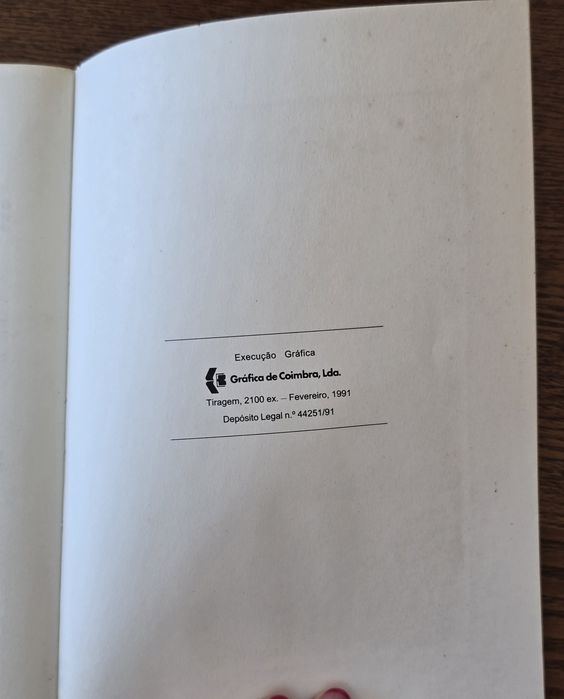 Execução Gráfica
Gráfica de Coimbra, Lda.
Tiragem, 2100 ex. – Fevereiro, 1991
Depósito Legal n.º 44251/91